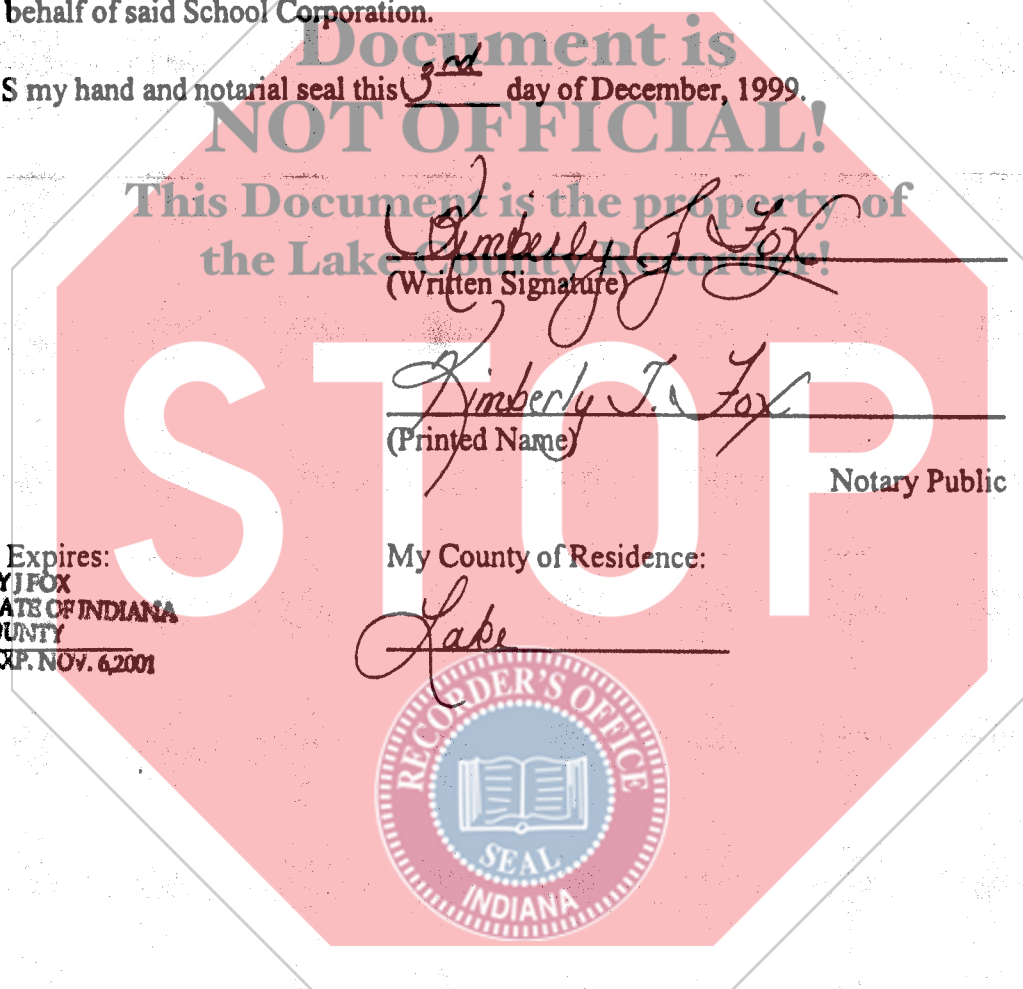 behalf of said School Corporation.
Document is
S my hand and notarial seal this 3rd day of December, 1999.
NOT OFFICIAL!
This Document is the property of
the Lake County Recorder!
Kimberly J Fox
(Written Signature)
Kimberly J. Fox
(Printed Name)
Notary Public
STOP
Expires:
My County of Residence:
Y J FOX
ATE OF INDIANA
OUNTY
XP. NOV. 6,2001
Lake
RECORDER'S OFFICE
SEAL
INDIANA